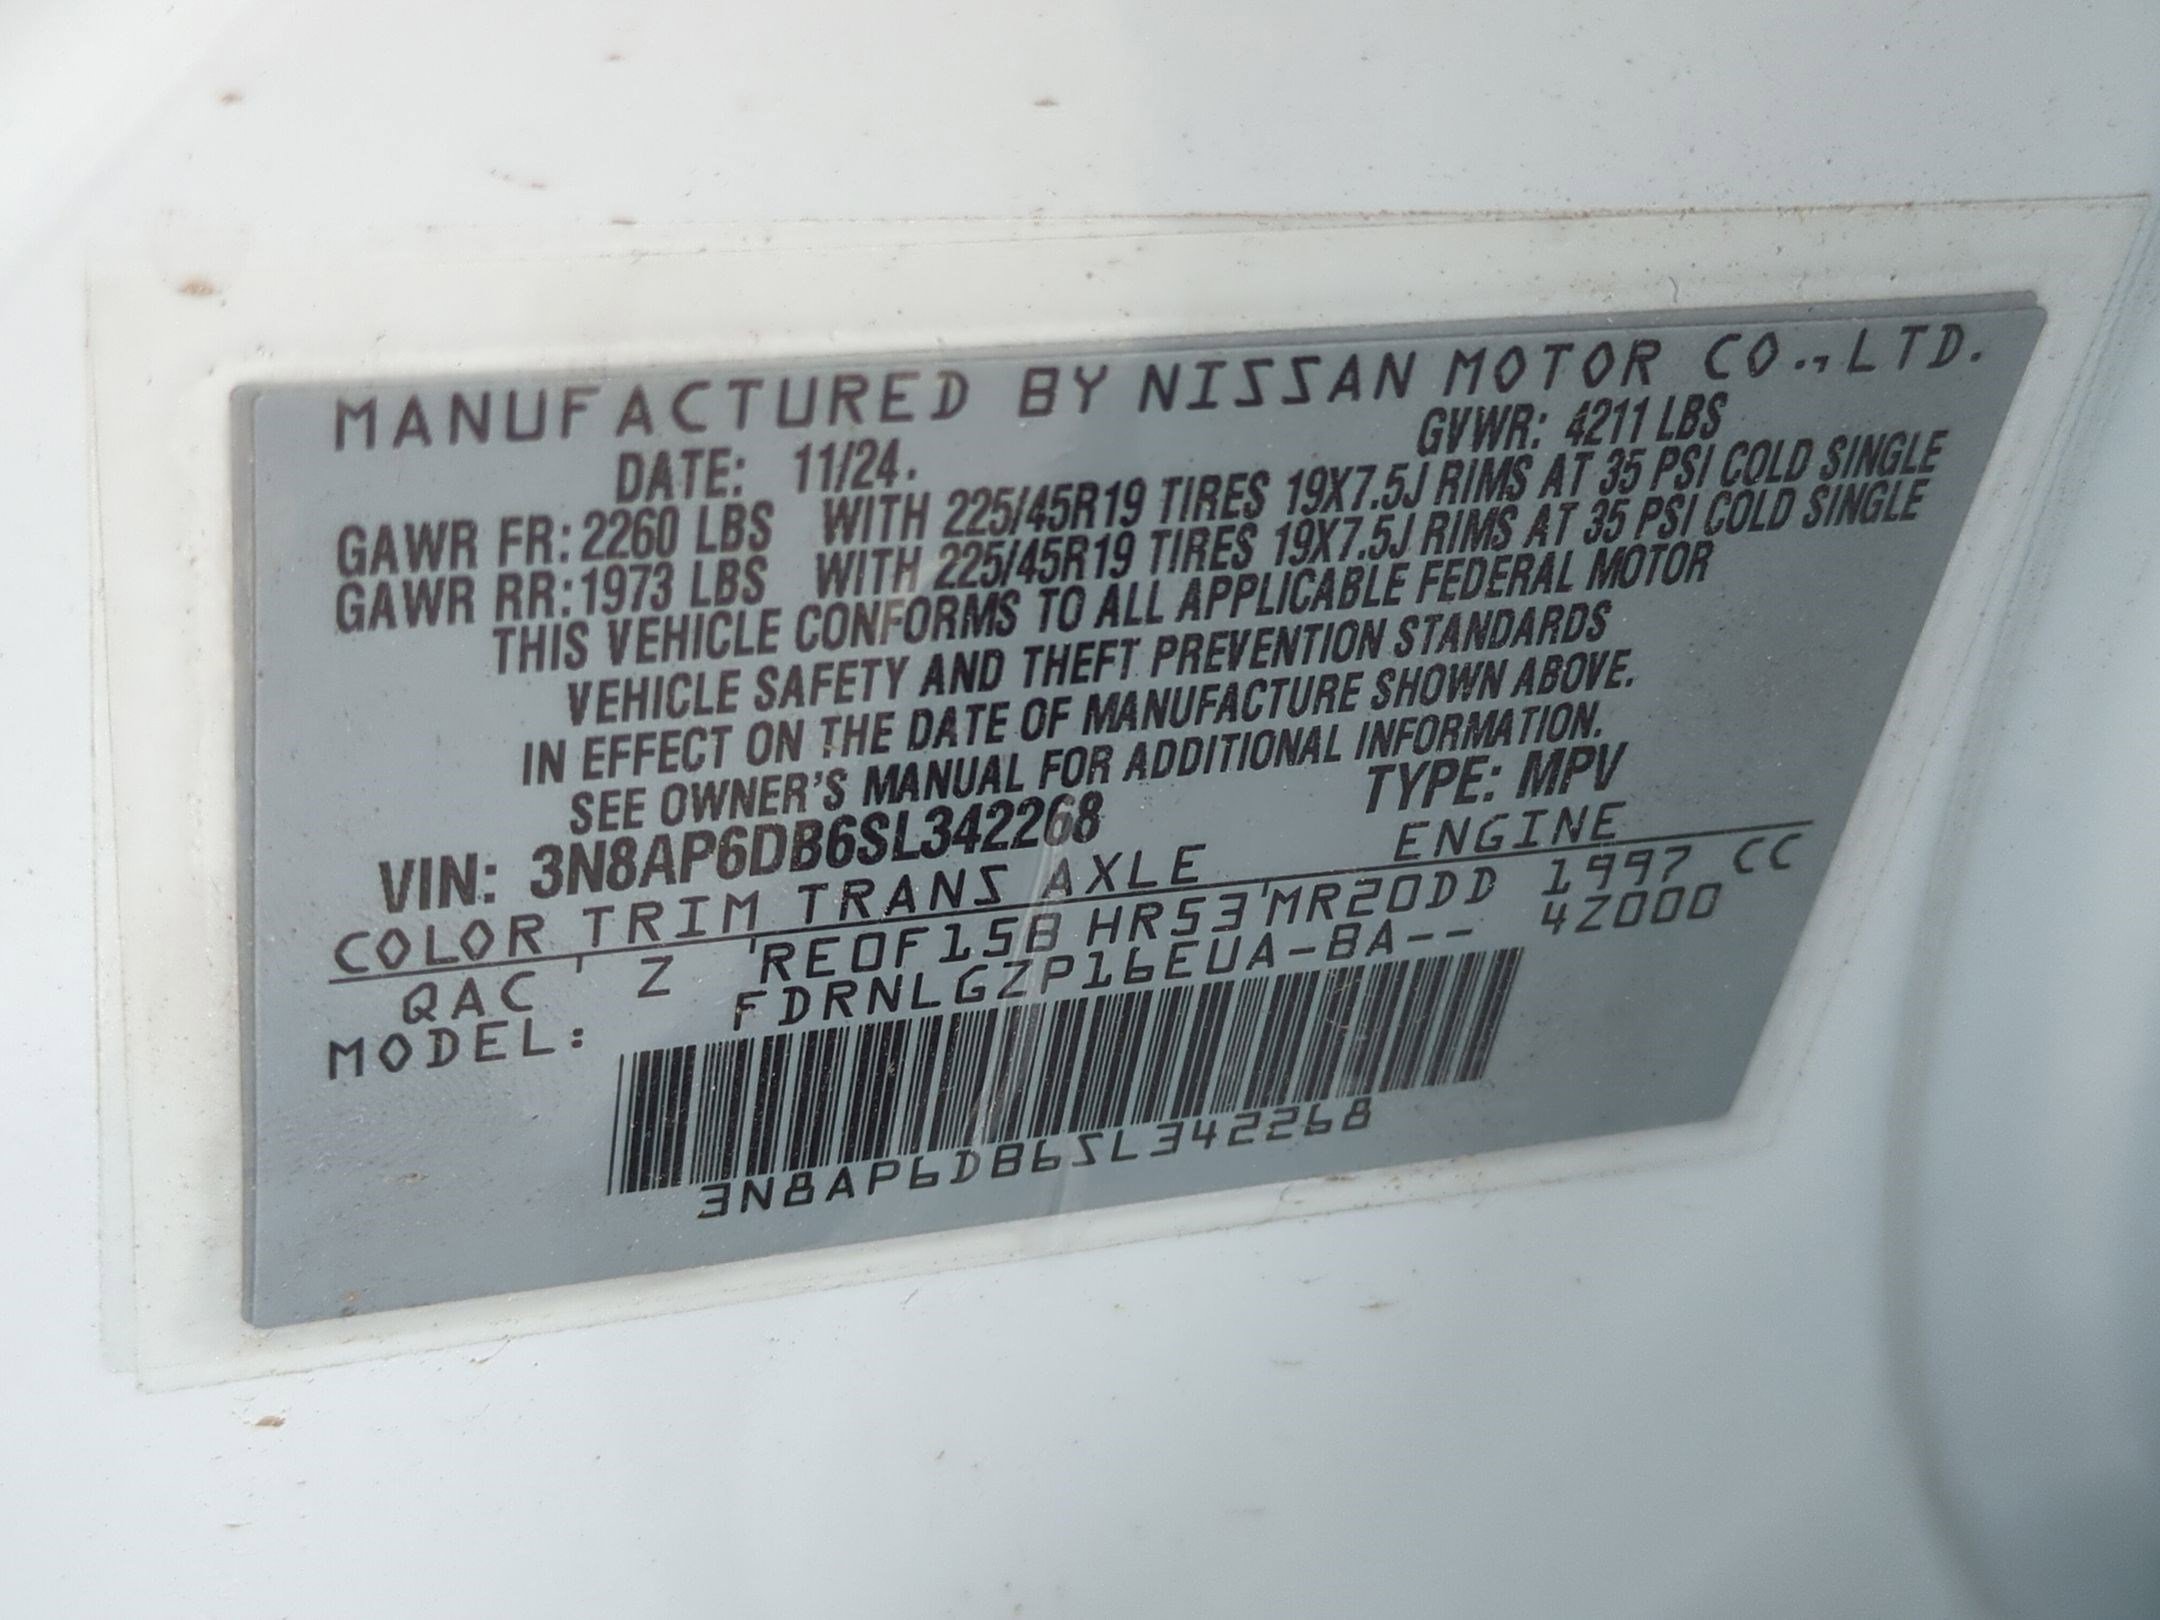 MANUFACTURED BY NISSAN MOTOR CO.,LTD.
DATE: 11/24. GVWR: 4211 LBS
GAWR FR: 2260 LBS WITH 225/45R19 TIRES 19X7.5J RIMS AT 35 PSI COLD SINGLE
GAWR RR: 1973 LBS WITH 225/45R19 TIRES 19X7.5J RIMS AT 35 PSI COLD SINGLE
THIS VEHICLE CONFORMS TO ALL APPLICABLE FEDERAL MOTOR
VEHICLE SAFETY AND THEFT PREVENTION STANDARDS
IN EFFECT ON THE DATE OF MANUFACTURE SHOWN ABOVE.
SEE OWNER'S MANUAL FOR ADDITIONAL INFORMATION.
VIN: 3N8AP6DB6SL342268 TYPE: MPV
COLOR TRIM TRANS AXLE ENGINE
QAC Z RE0F15B HR53 MR20DD 1997 CC
MODEL: FDRNLGZP16EUA-BA-- 4Z000
3N8AP6DB6SL342268